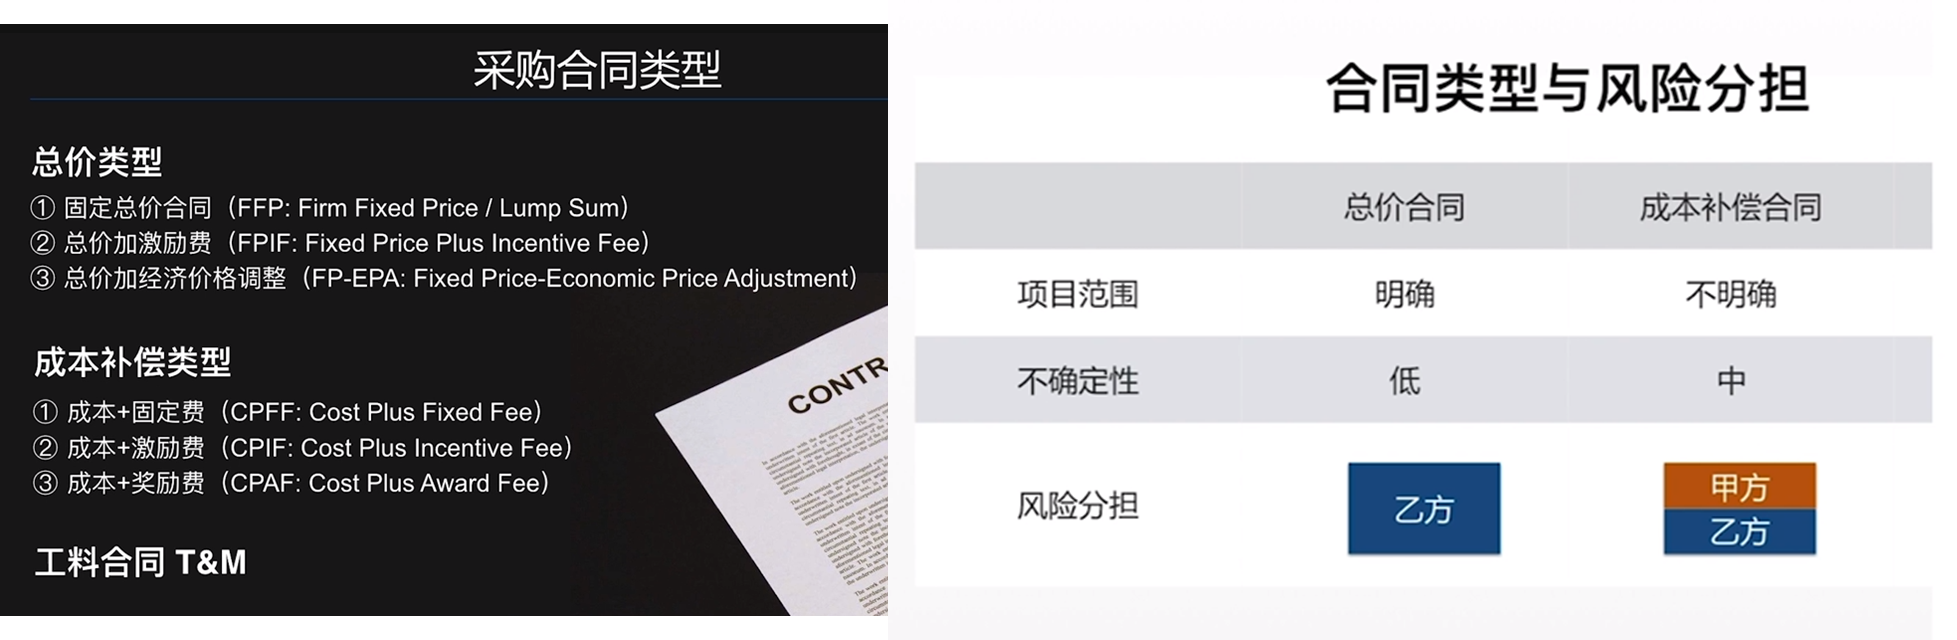 采购合同类型
总价类型
① 固定总价合同（FFP: Firm Fixed Price / Lump Sum）
② 总价加激励费（FPIF: Fixed Price Plus Incentive Fee）
③ 总价加经济价格调整（FP-EPA: Fixed Price-Economic Price Adjustment）
成本补偿类型
① 成本+固定费（CPFF: Cost Plus Fixed Fee）
② 成本+激励费（CPIF: Cost Plus Incentive Fee）
③ 成本+奖励费（CPAF: Cost Plus Award Fee）
工料合同 T&M
CONTR
合同类型与风险分担
总价合同 成本补偿合同
项目范围 明确 不明确
不确定性 低 中
风险分担 乙方 甲方
乙方